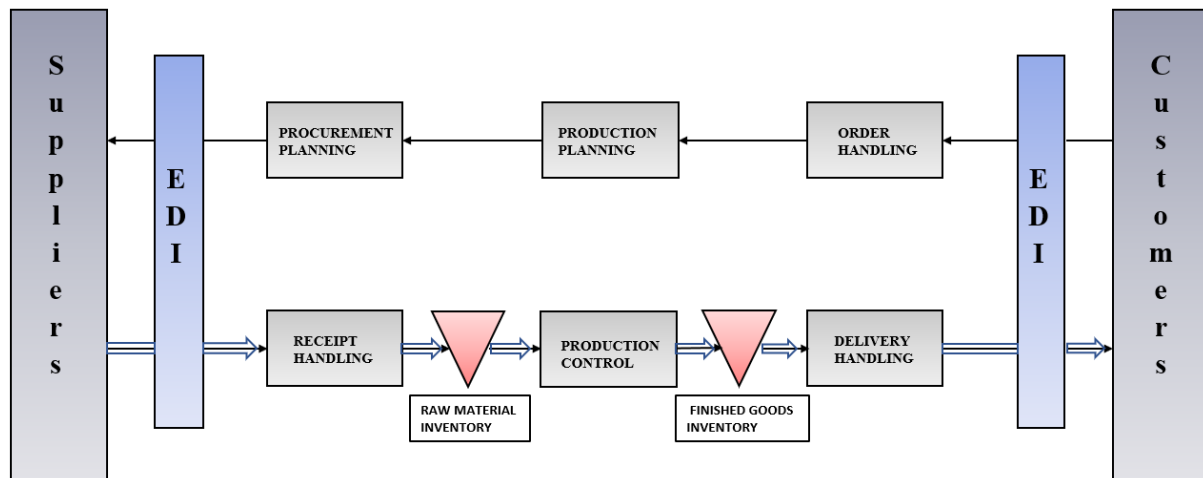 Suppliers
EDI
PROCUREMENT
PLANNING
PRODUCTION
PLANNING
ORDER
HANDLING
EDI
Customers
RECEIPT
HANDLING
PRODUCTION
CONTROL
DELIVERY
HANDLING
RAW MATERIAL
INVENTORY
FINISHED GOODS
INVENTORY